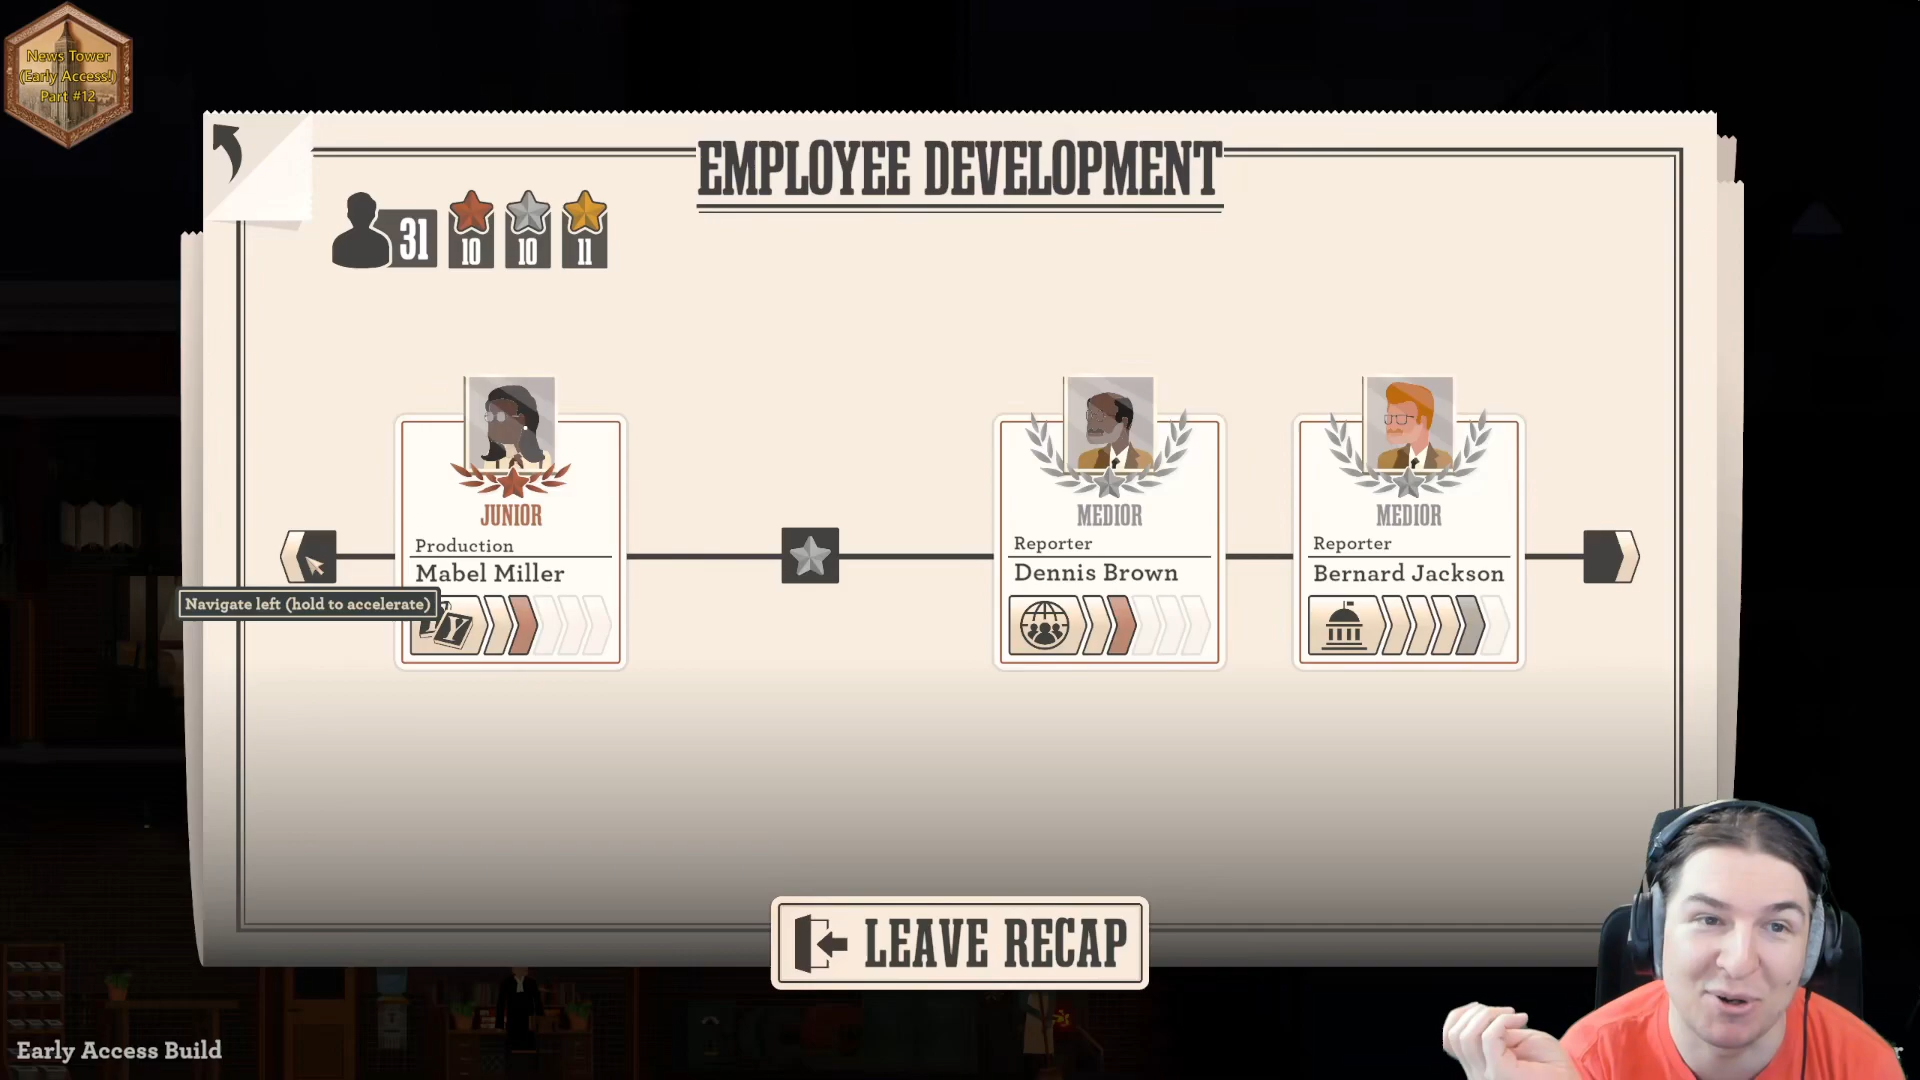 News Tower
(Early Access!)
Part #12
EMPLOYEE DEVELOPMENT
31
10
10
11
JUNIOR
Production
Mabel Miller
MEDIOR
Reporter
Dennis Brown
MEDIOR
Reporter
Bernard Jackson
Navigate left (hold to accelerate)
Y
LEAVE RECAP
Early Access Build